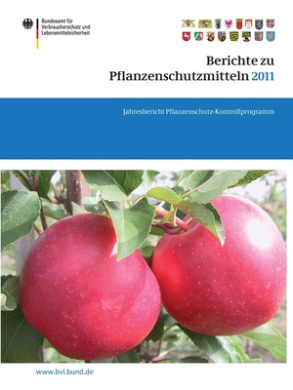 Bundesamt für
Verbraucherschutz und
Lebensmittelsicherheit
Berichte zu
Pflanzenschutzmitteln 2011
Jahresbericht Pflanzenschutz-Kontrollprogramm
www.bvl.bund.de